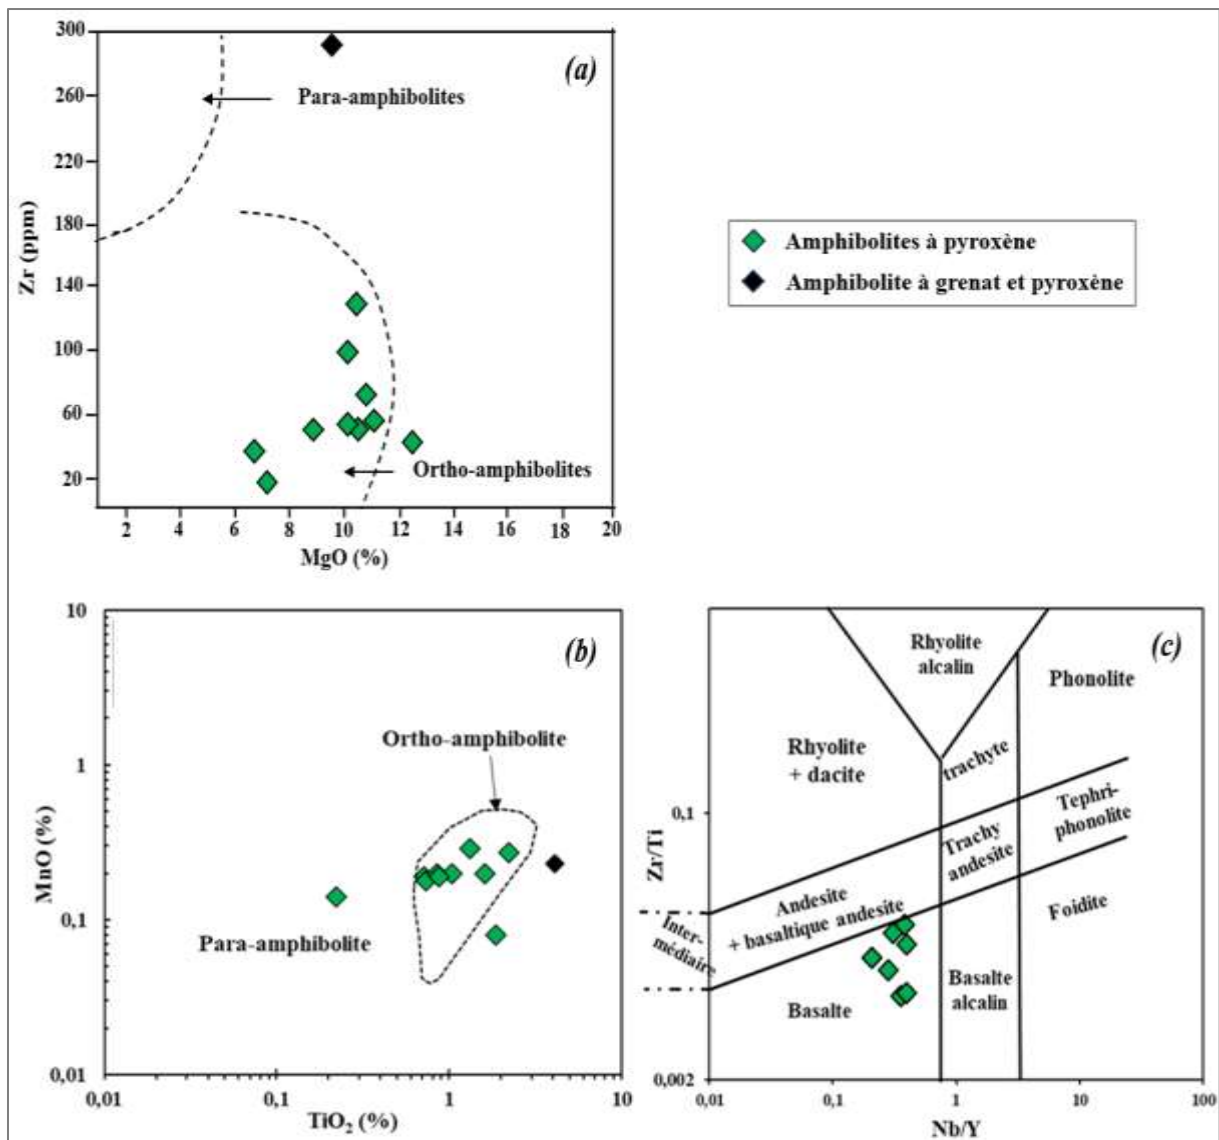 300
260
220
180
140
100
60
20
Zr (ppm)
(a)
Para-amphibolites
Ortho-amphibolites
2 4 6 8 10 12 14 16 18 20
MgO (%)
Amphibolites à pyroxène
Amphibolite à grenat et pyroxène
10
1
0,1
0,01
MnO (%)
(b)
Ortho-amphibolite
Para-amphibolite
0,01 0,1 1 10
TiO2 (%)
(c)
Rhyolite
alcalin
Phonolite
Rhyolite
+ dacite
trachyte
Tephri-
phonolite
Trachy
andesite
Andesite
+ basaltique andesite
Inter-
médiaire
Foidite
Basalte
Basalte
alcalin
0,1
0,002
Zr/Ti
0,01 0,1 1 10 100
Nb/Y